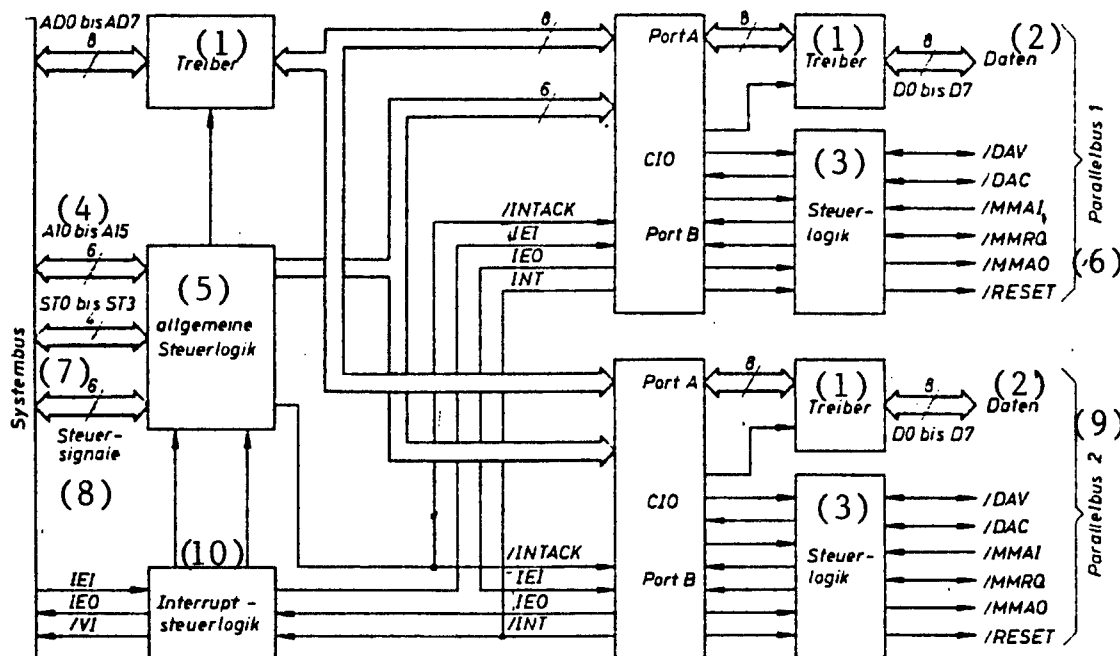 AD0 bis AD7
8
(1)
Treiber
8
6
Port A
8
(1)
Treiber
8
D0 bis D7
(2)
Daten
Parallelbus 1
CIO
(3)
Steuer-
logik
/DAV
/DAC
/MMAI
/MMRQ
/MMAO
/RESET
(6)
Port B
/INTACK
IEI
IEO
INT
Systembus
(4)
A10 bis A15
6
ST0 bis ST3
4
(7)
6
Steuer-
signale
(8)
(5)
allgemeine
Steuerlogik
Port A
8
(1)
Treiber
8
D0 bis D7
(2)
Daten
(9)
Parallelbus 2
CIO
(3)
Steuer-
logik
/DAV
/DAC
/MMAI
/MMRQ
/MMAO
/RESET
Port B
/INTACK
IEI
IEO
/INT
(10)
Interrupt-
steuerlogik
IEI
IEO
/VI